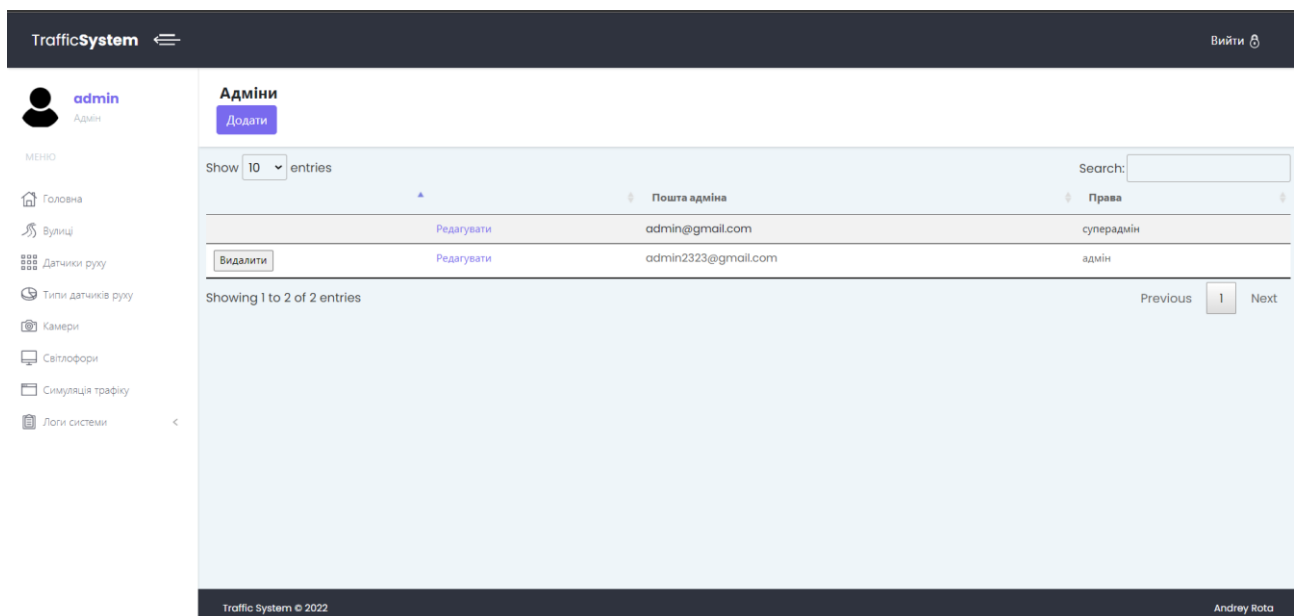 TrafficSystem
Вийти
admin
Адмін
МЕНЮ
Головна
Вулиці
Датчики руху
Типи датчиків руху
Камери
Світлофори
Симуляція трафіку
Логи системи
Адміни
Додати
Show 10 entries
Search:
Пошта адміна Права
Редагувати admin@gmail.com суперадмін
Видалити Редагувати admin2323@gmail.com адмін
Showing 1 to 2 of 2 entries
Previous 1 Next
Traffic System © 2022
Andrey Rota